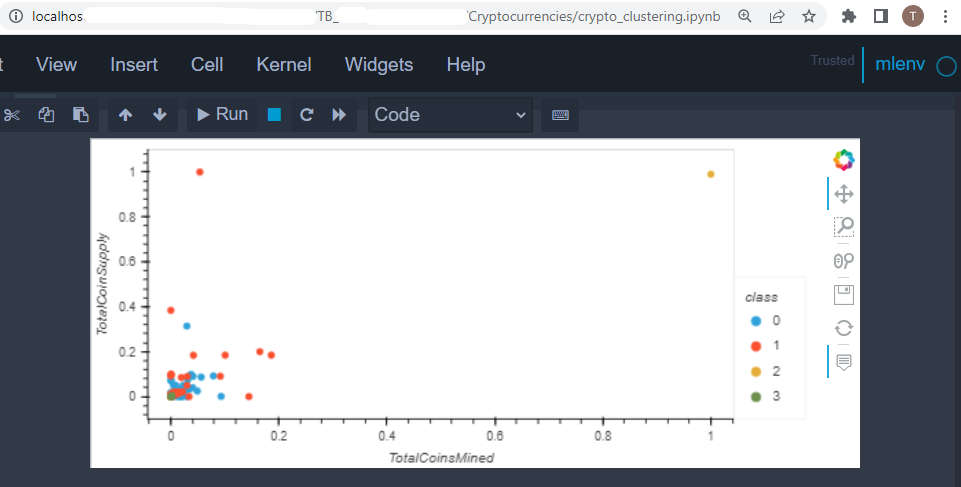 localhos
/TB_
/Cryptocurrencies/crypto_clustering.ipynb
T
View Insert Cell Kernel Widgets Help
Trusted
mlenv
Run
Code
1
0.8
0.6
0.4
0.2
0
TotalCoinSupply
0 0.2 0.4 0.6 0.8 1
TotalCoinsMined
class
0
1
2
3